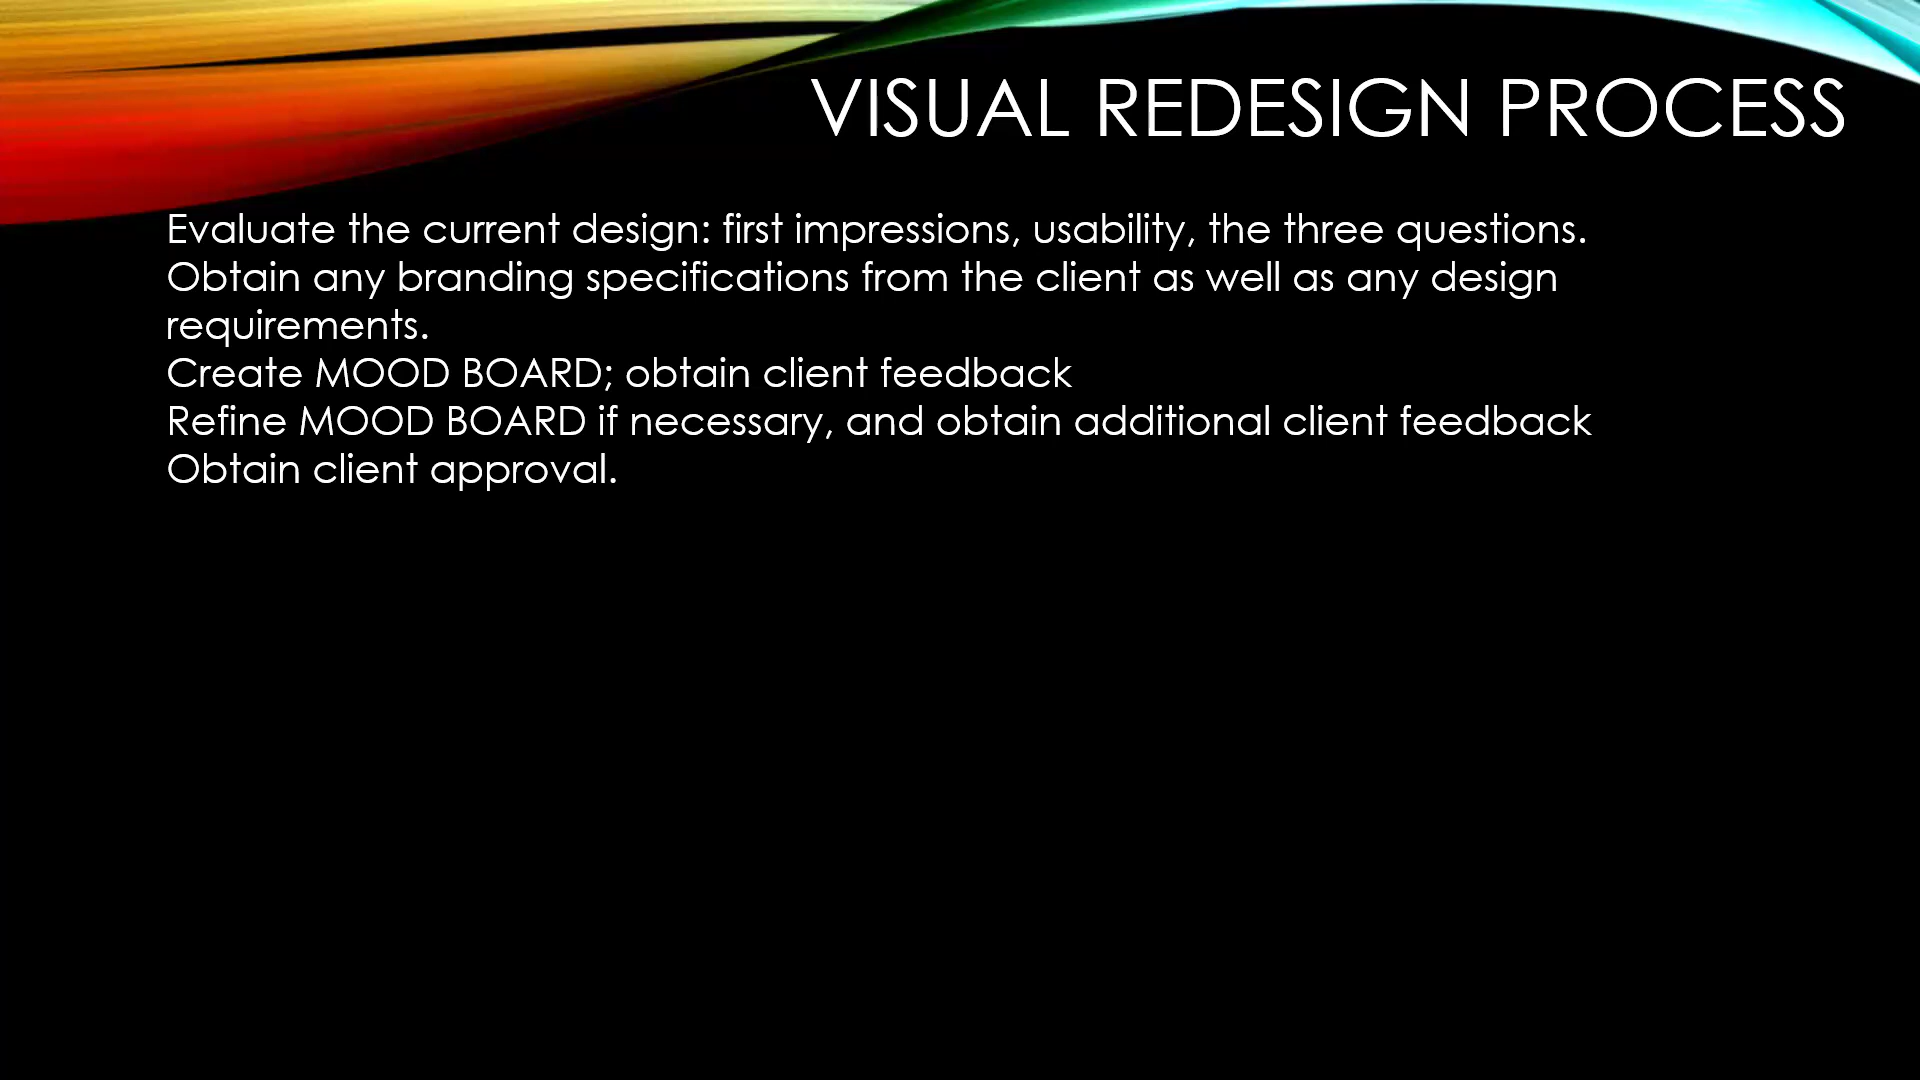 VISUAL REDESIGN PROCESS
Evaluate the current design: first impressions, usability, the three questions.
Obtain any branding specifications from the client as well as any design
requirements.
Create MOOD BOARD; obtain client feedback
Refine MOOD BOARD if necessary, and obtain additional client feedback
Obtain client approval.